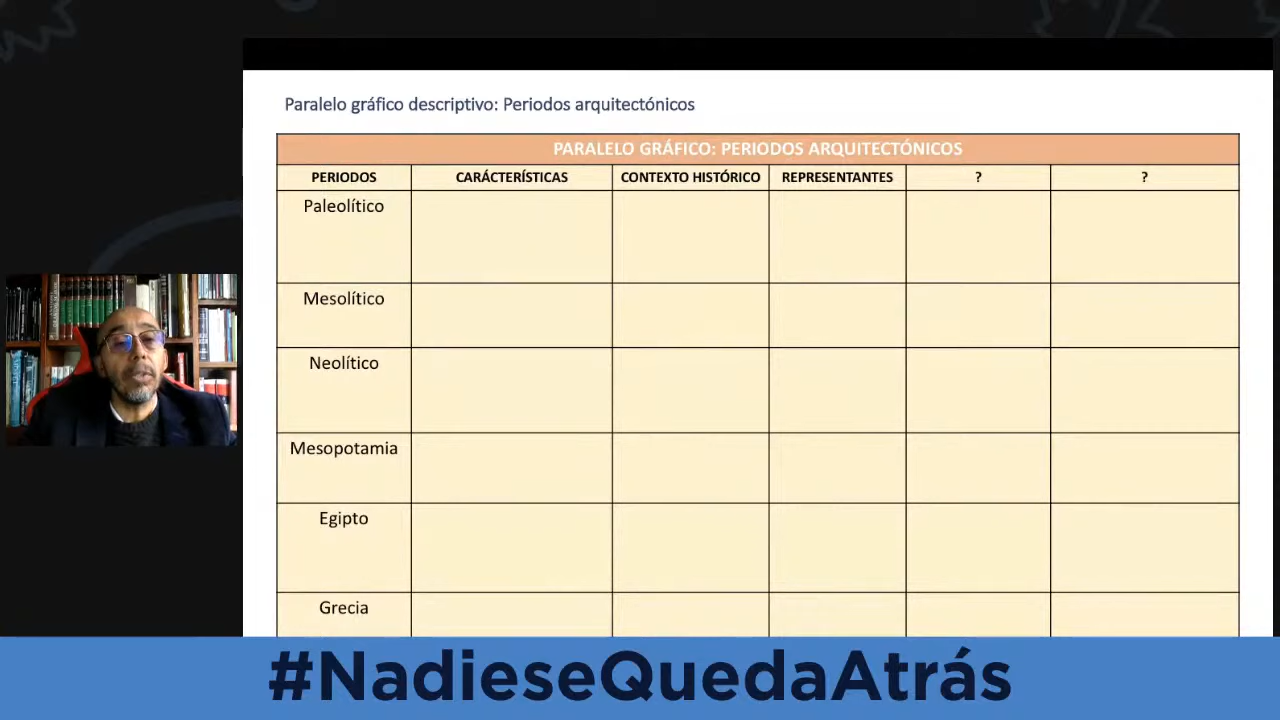 Paralelo gráfico descriptivo: Periodos arquitectónicos
PARALELO GRÁFICO: PERIODOS ARQUITECTÓNICOS
PERIODOS CARÁCTERÍSTICAS CONTEXTO HISTÓRICO REPRESENTANTES ? ?
Paleolítico
Mesolítico
Neolítico
Mesopotamia
Egipto
Grecia
#NadieseQuedaAtrás